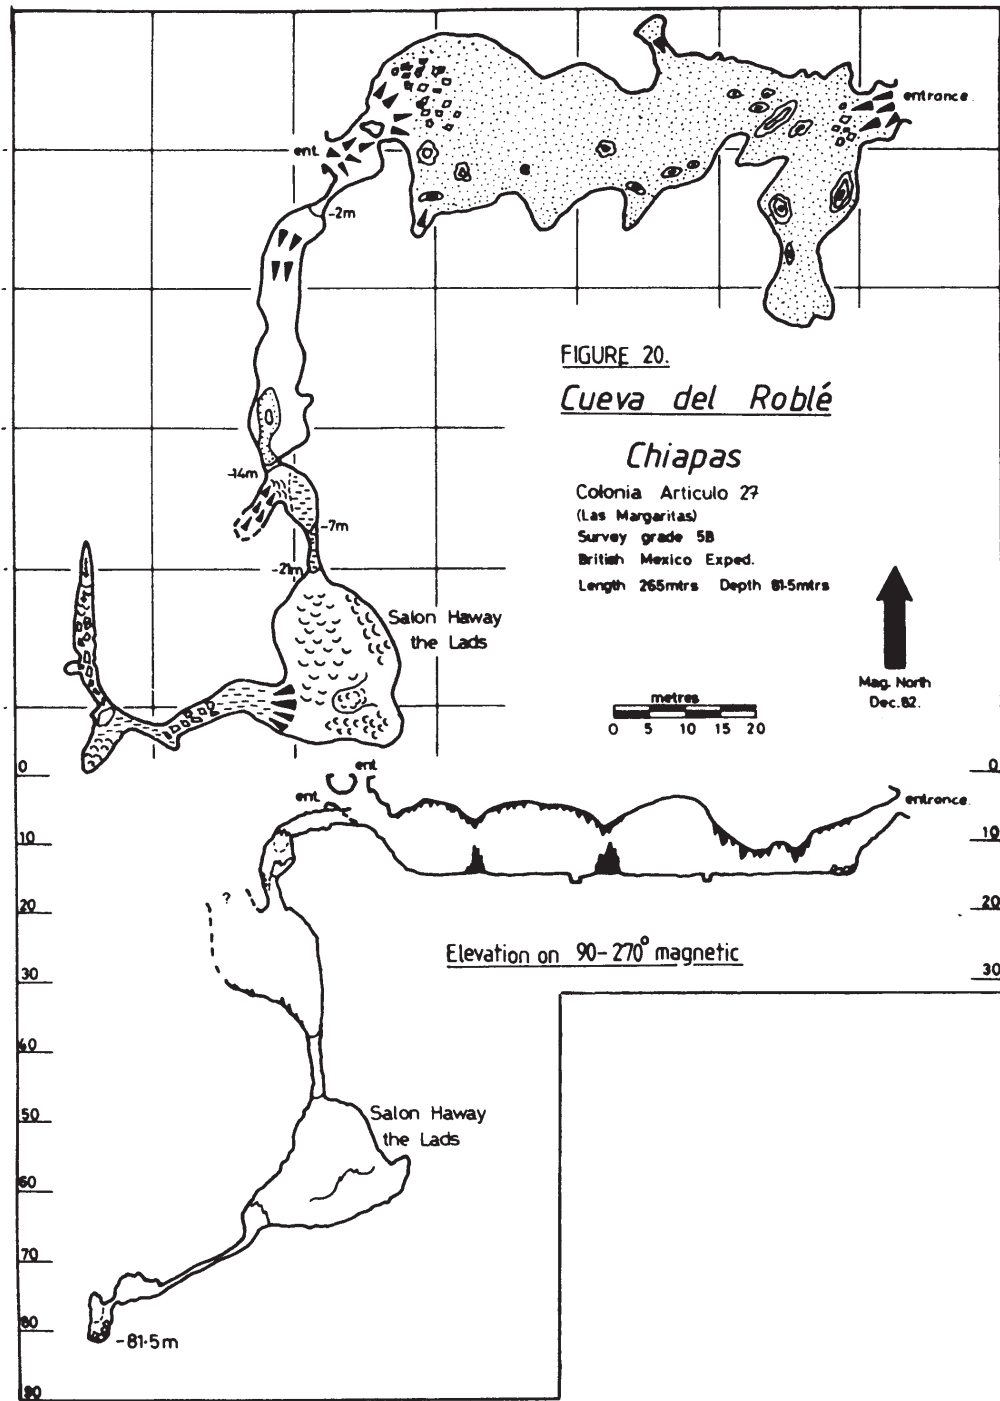 entrance.
ent.
-2m
FIGURE 20.
Cueva del Roblé
Chiapas
Colonia Articulo 27
(Las Margaritas)
Survey grade 5B
British Mexico Exped.
Length 265mtrs Depth 81·5mtrs
-14m
-7m
-21m
Salon Haway
the Lads
Mag. North
Dec. 82.
metres
0 5 10 15 20
0
ent
0
ent.
entrance.
10
10
20
?
20
Elevation on 90-270° magnetic
30
30
40
50
Salon Haway
the Lads
60
70
80
-81·5m
90